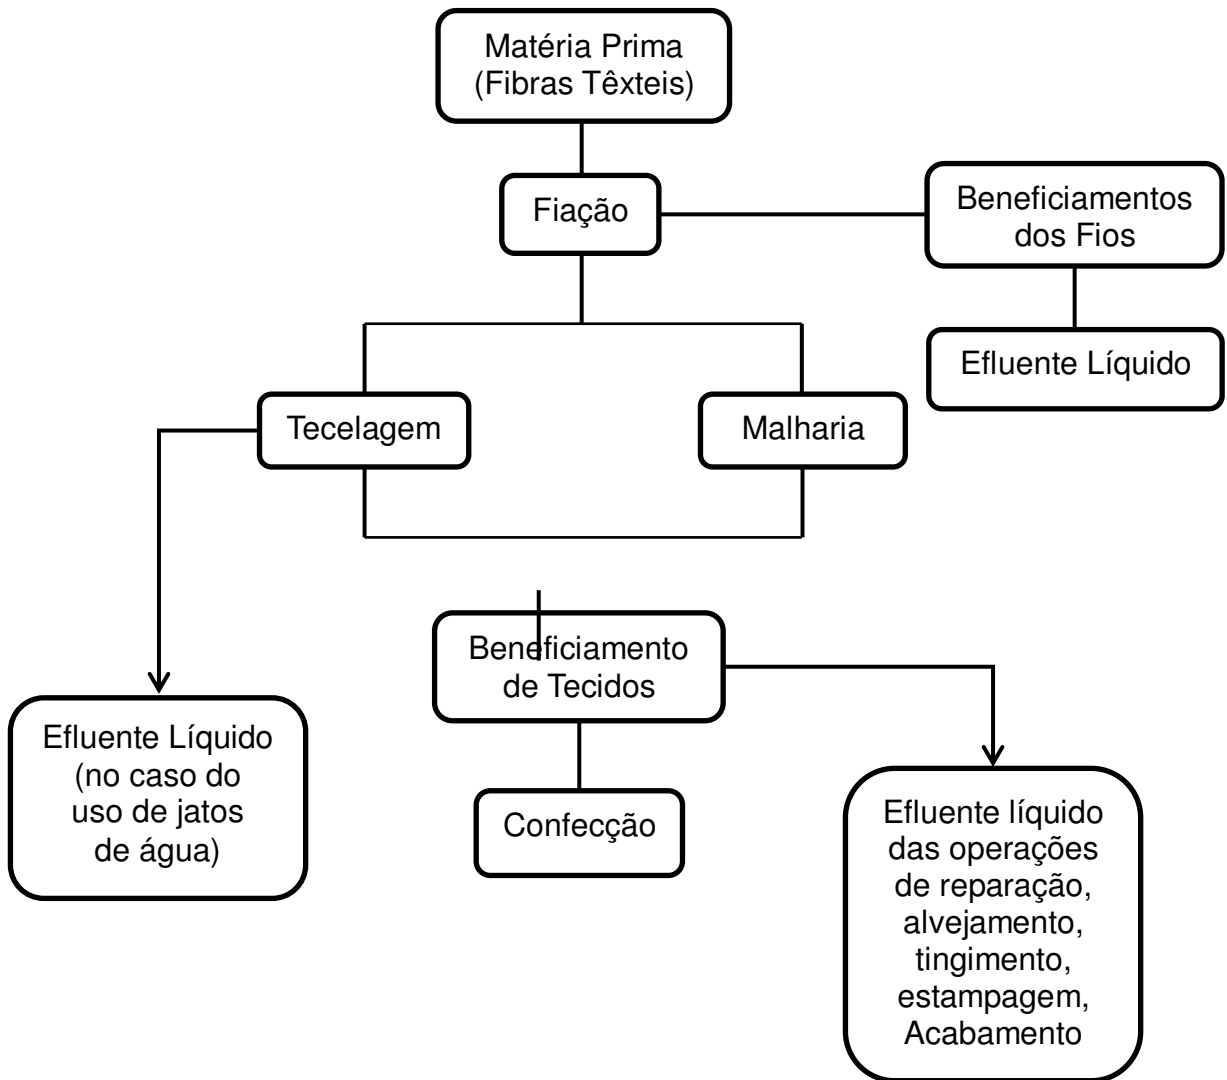 Matéria Prima
(Fibras Têxteis)
Fiação
Beneficiamentos
dos Fios
Efluente Líquido
Tecelagem
Malharia
Beneficiamento
de Tecidos
Efluente Líquido
(no caso do
uso de jatos
de água)
Confecção
Efluente líquido
das operações
de reparação,
alvejamento,
tingimento,
estampagem,
Acabamento